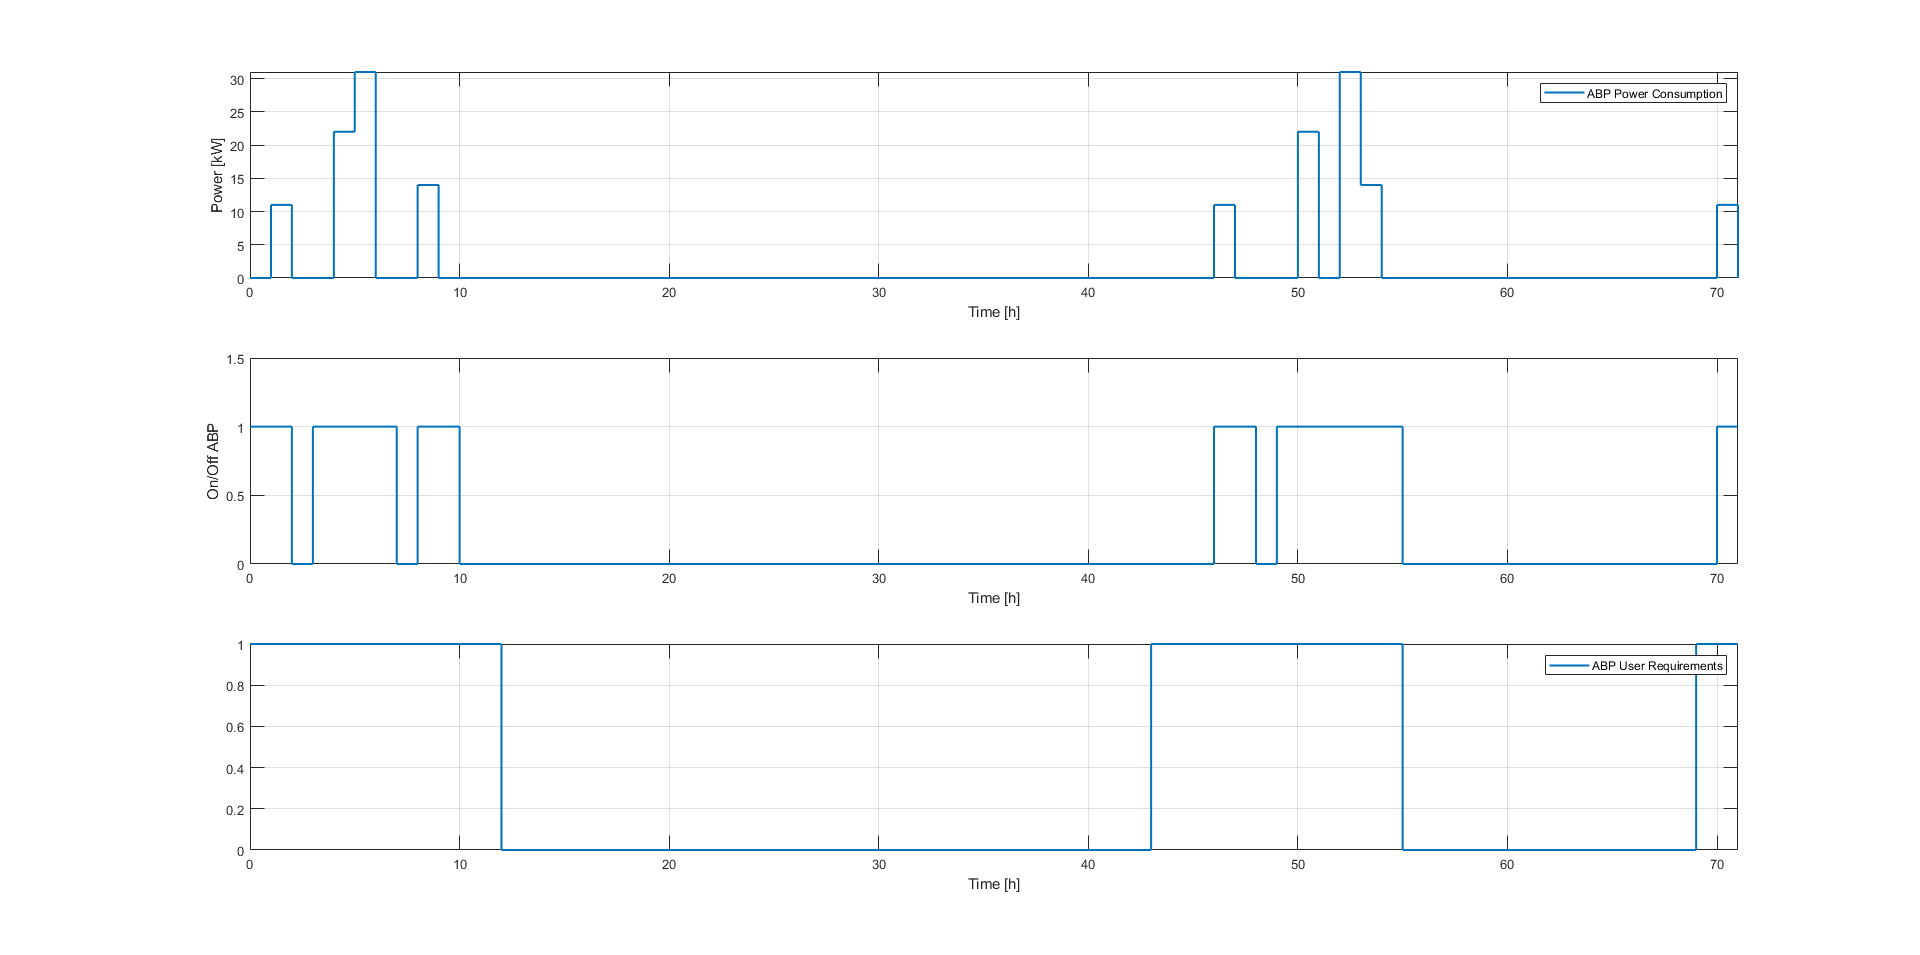 30
25
20
15
10
5
0
Power [kW]
ABP Power Consumption
0 10 20 30 40 50 60 70
Time [h]
1.5
1
0.5
0
On/Off ABP
0 10 20 30 40 50 60 70
Time [h]
1
0.8
0.6
0.4
0.2
0
ABP User Requirements
0 10 20 30 40 50 60 70
Time [h]